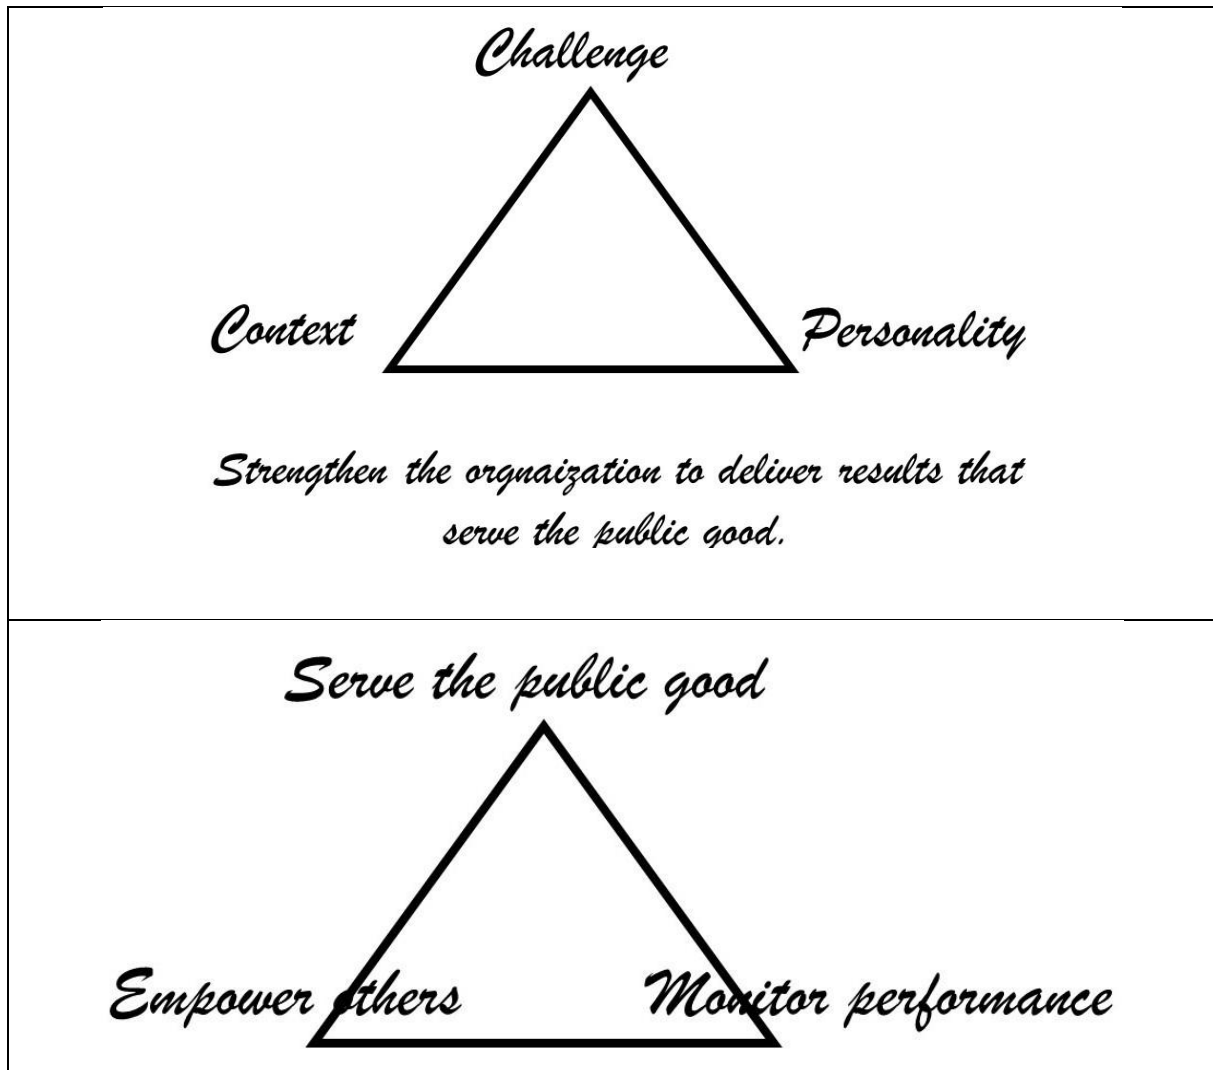 Challenge
Context
Personality
Strengthen the orgnaization to deliver results that
serve the public good.
Serve the public good
Empower others
Monitor performance